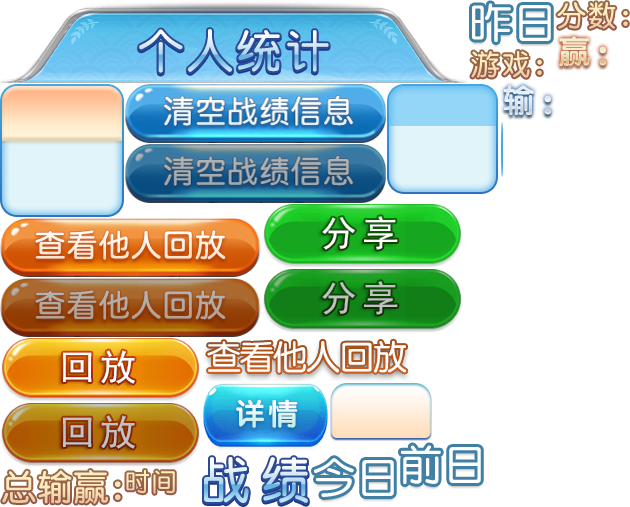 个人统计
昨日
分数：
游戏：
赢：
输：
清空战绩信息
清空战绩信息
查看他人回放
分享
查看他人回放
分享
回放
查看他人回放
回放
详情
总输赢：
时间
战绩
今日
前日